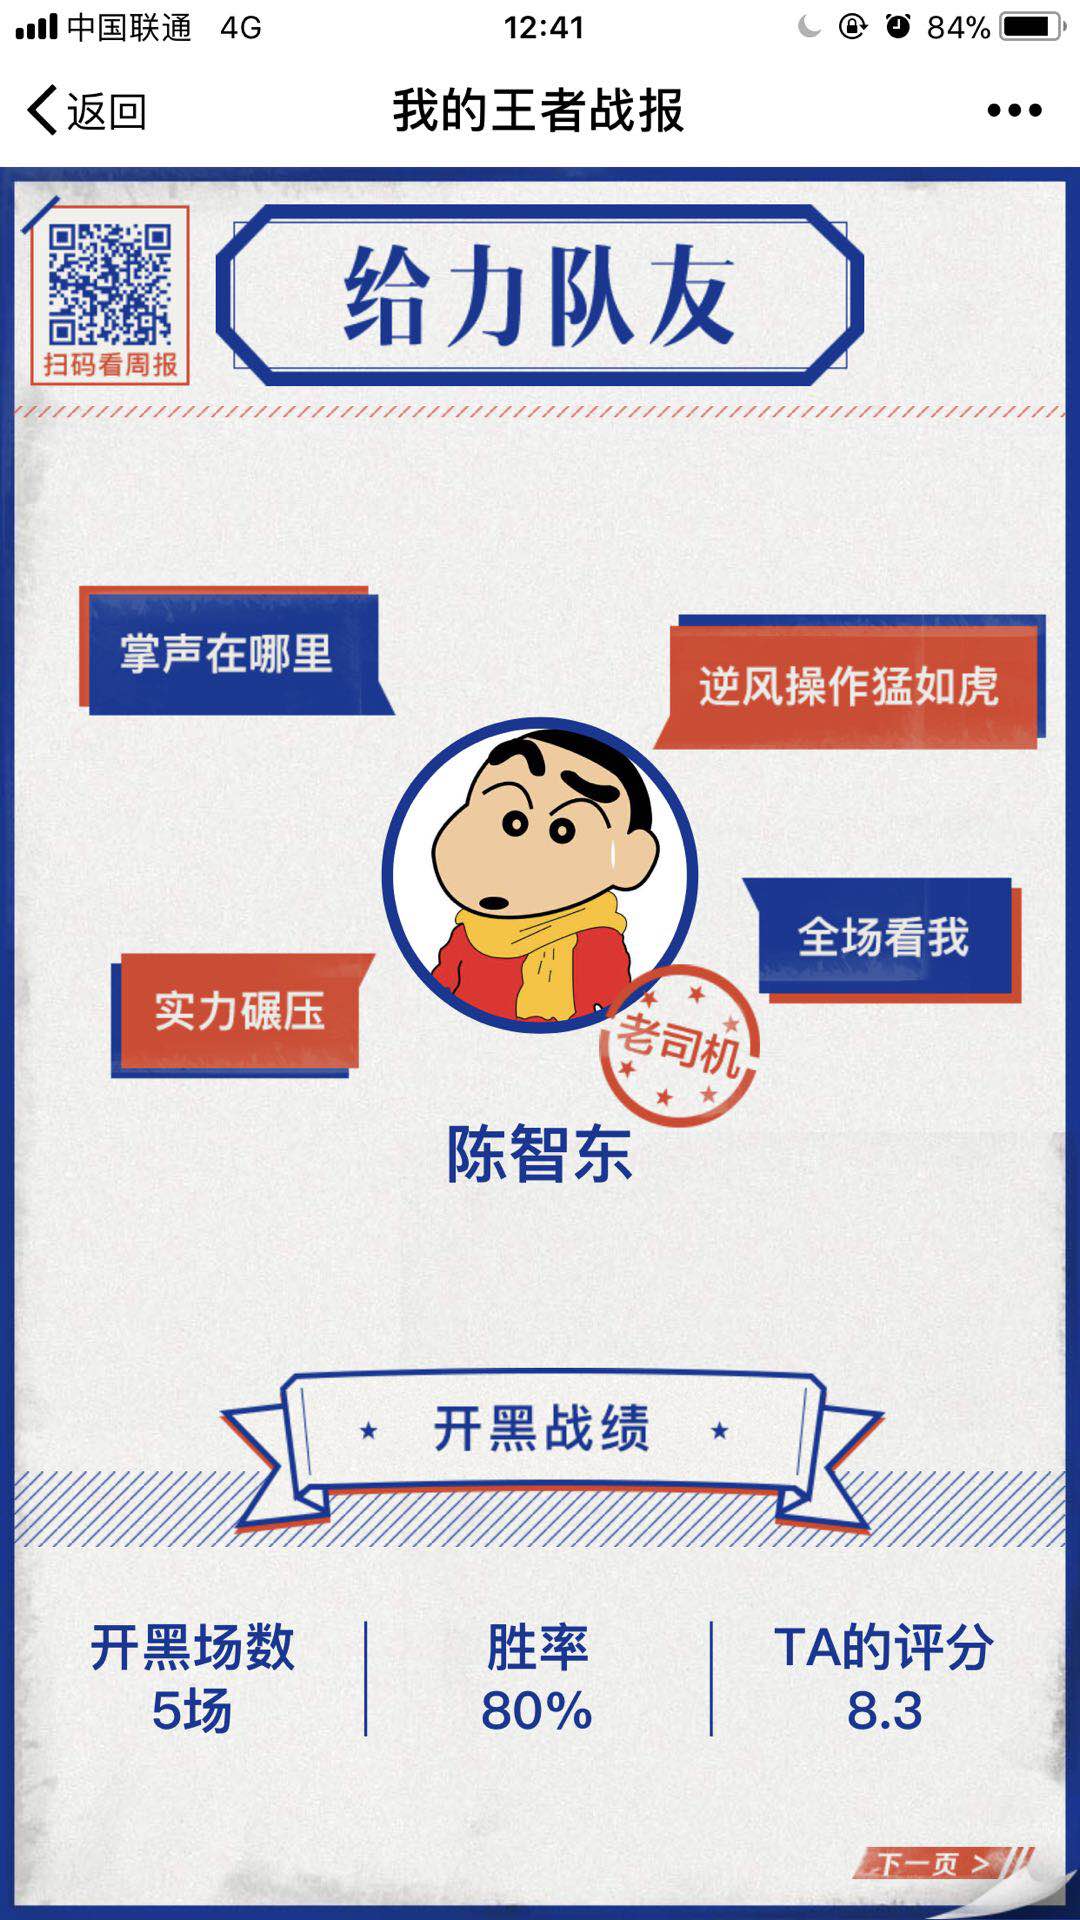 中国联通 4G 12:41 84%
返回 我的王者战报
给力队友
扫码看周报
掌声在哪里
逆风操作猛如虎
全场看我
实力碾压
老司机
陈智东
开黑战绩
开黑场数 胜率 TA的评分
5场 80% 8.3
下一页 >